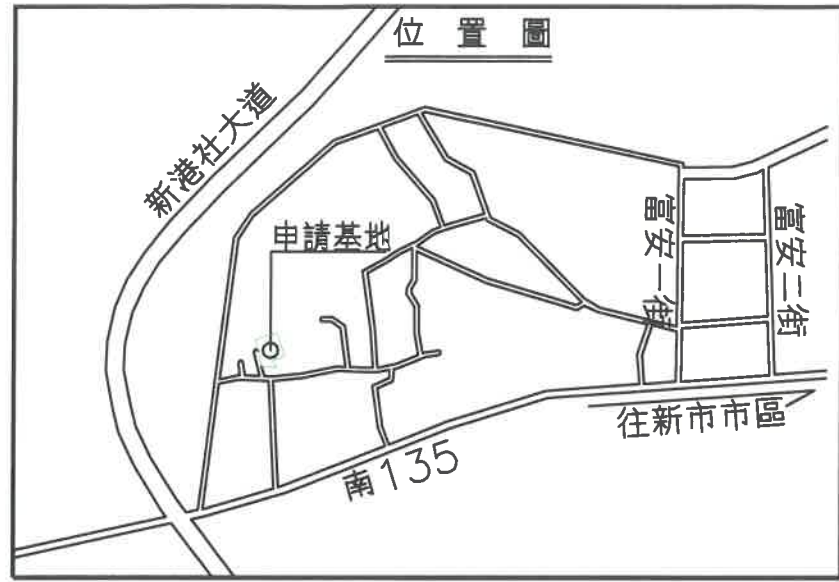 位置圖
新港社大道
申請基地
富安一街
富安二街
往新市市區
南135